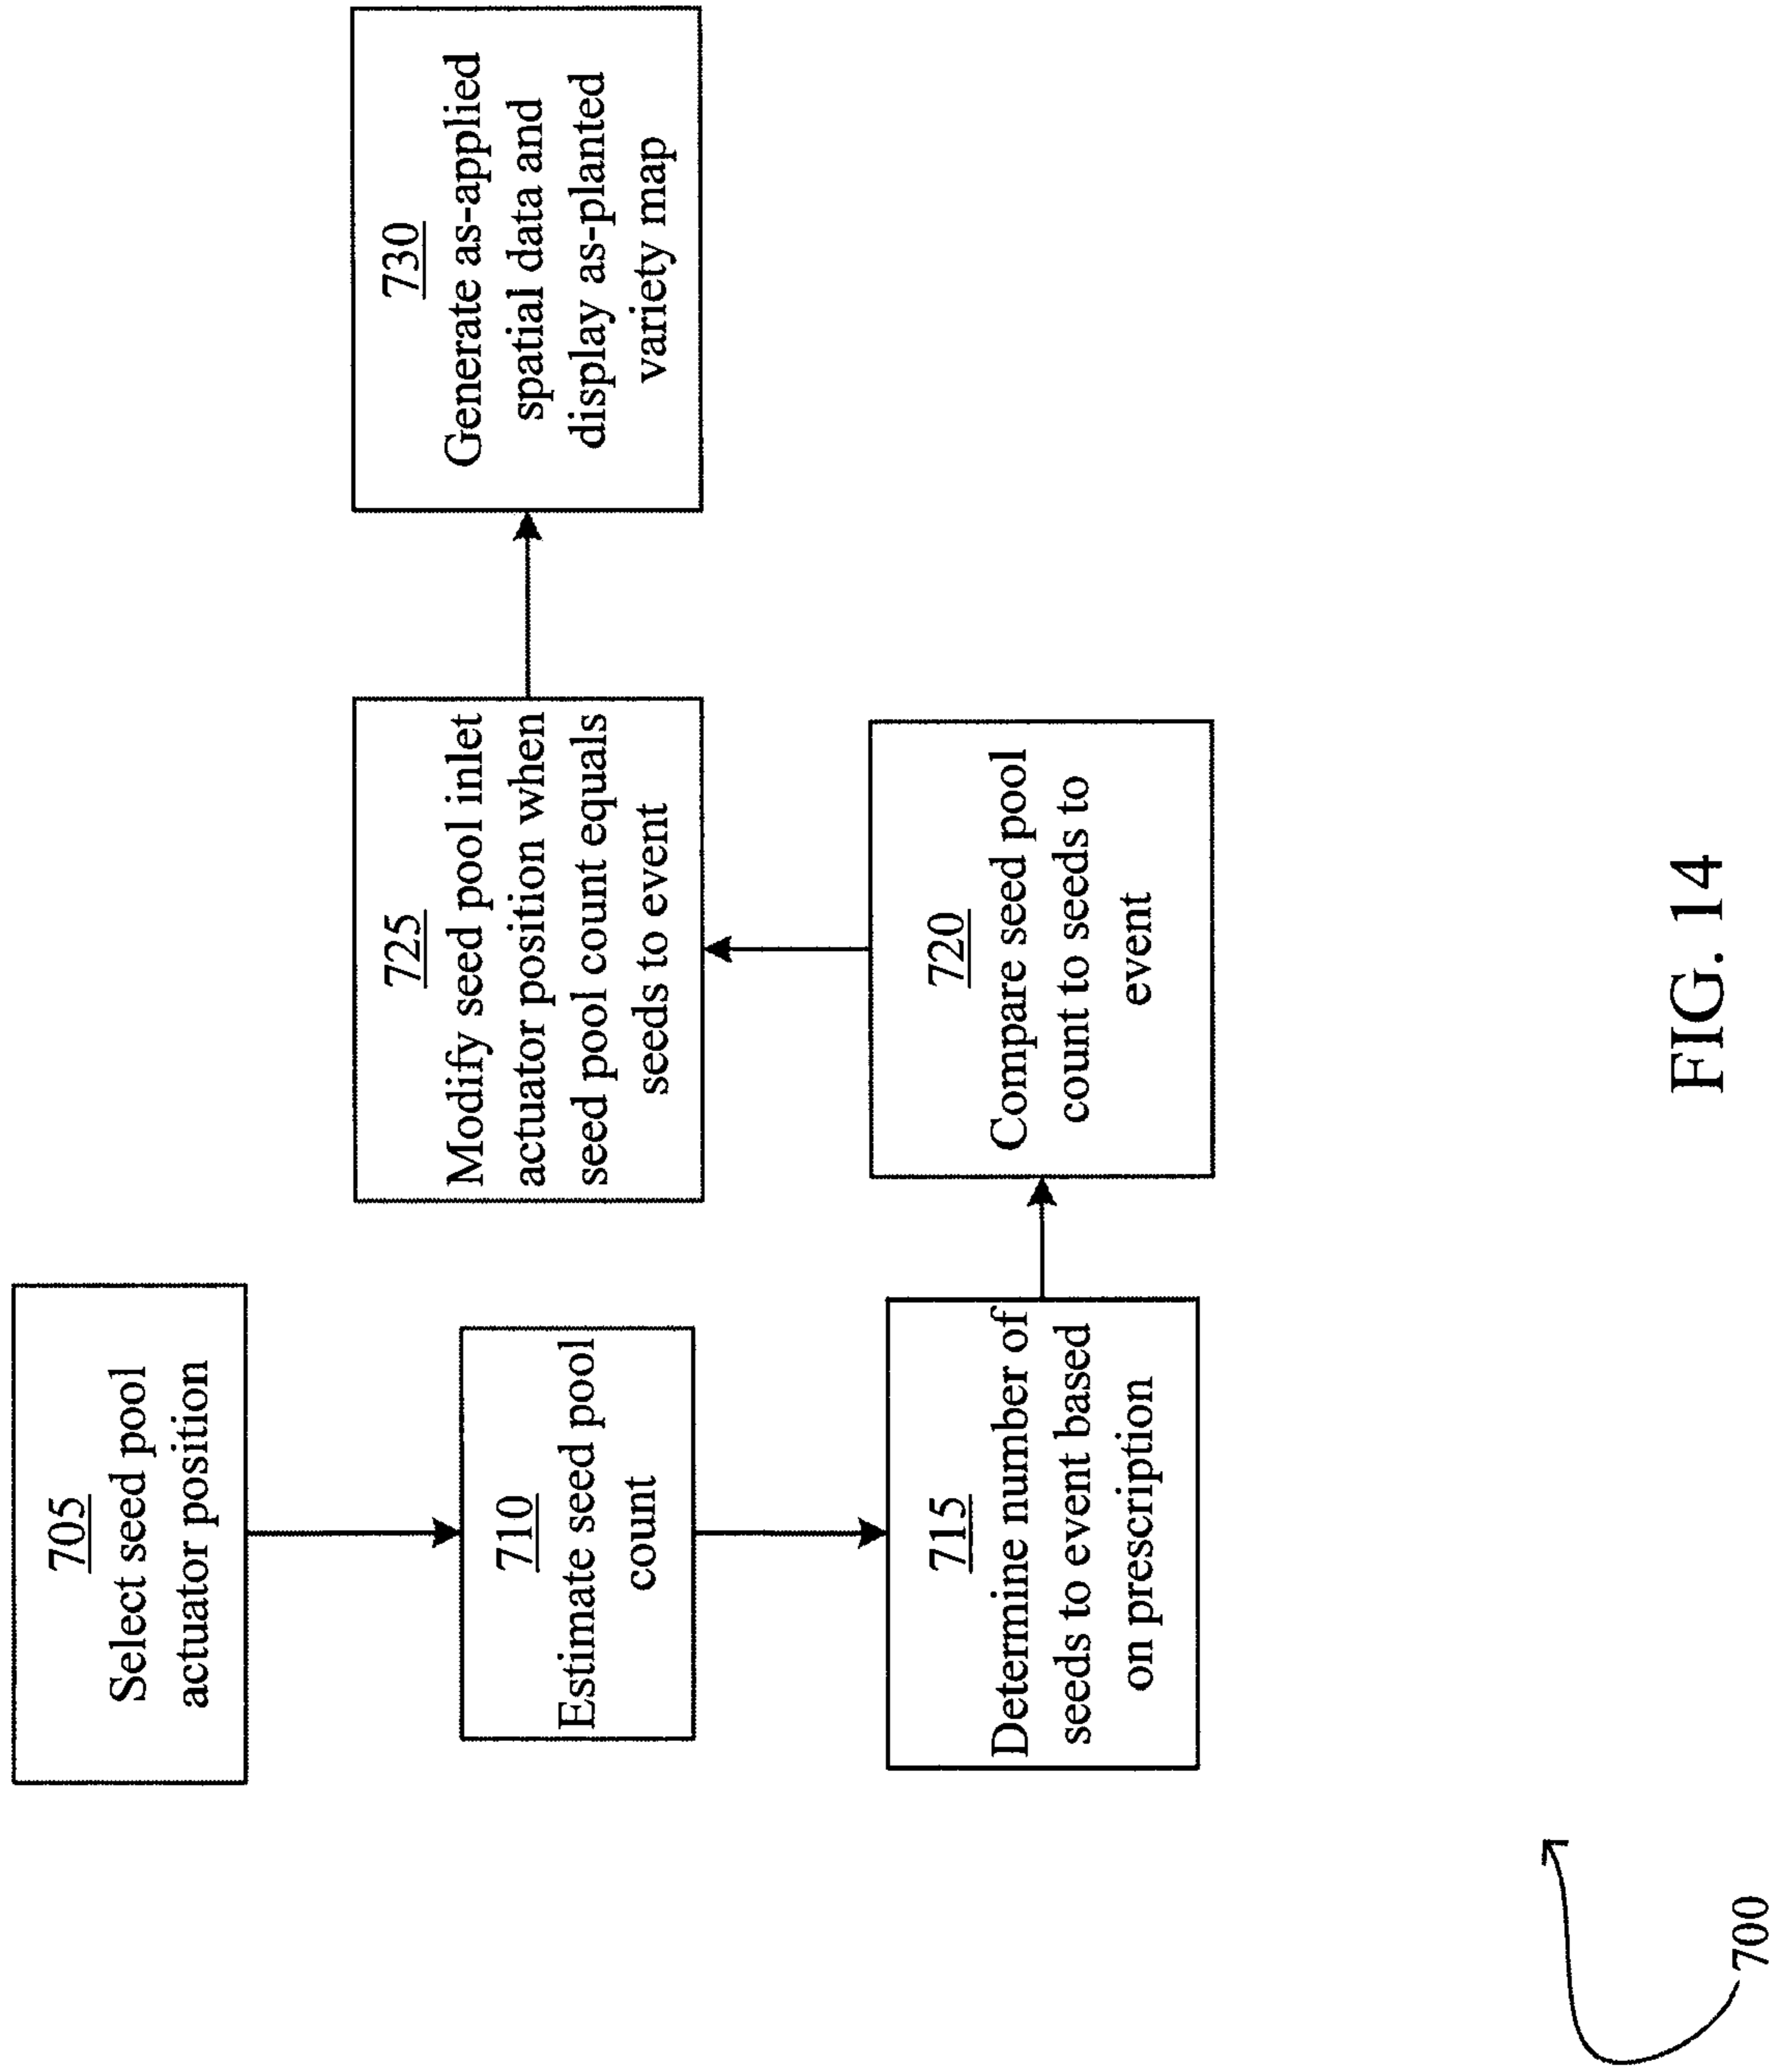 705
Select seed pool
actuator position
710
Estimate seed pool
count
715
Determine number of
seeds to event based
on prescription
720
Compare seed pool
count to seeds to
event
725
Modify seed pool inlet
actuator position when
seed pool count equals
seeds to event
730
Generate as-applied
spatial data and
display as-planted
variety map
700
FIG. 14